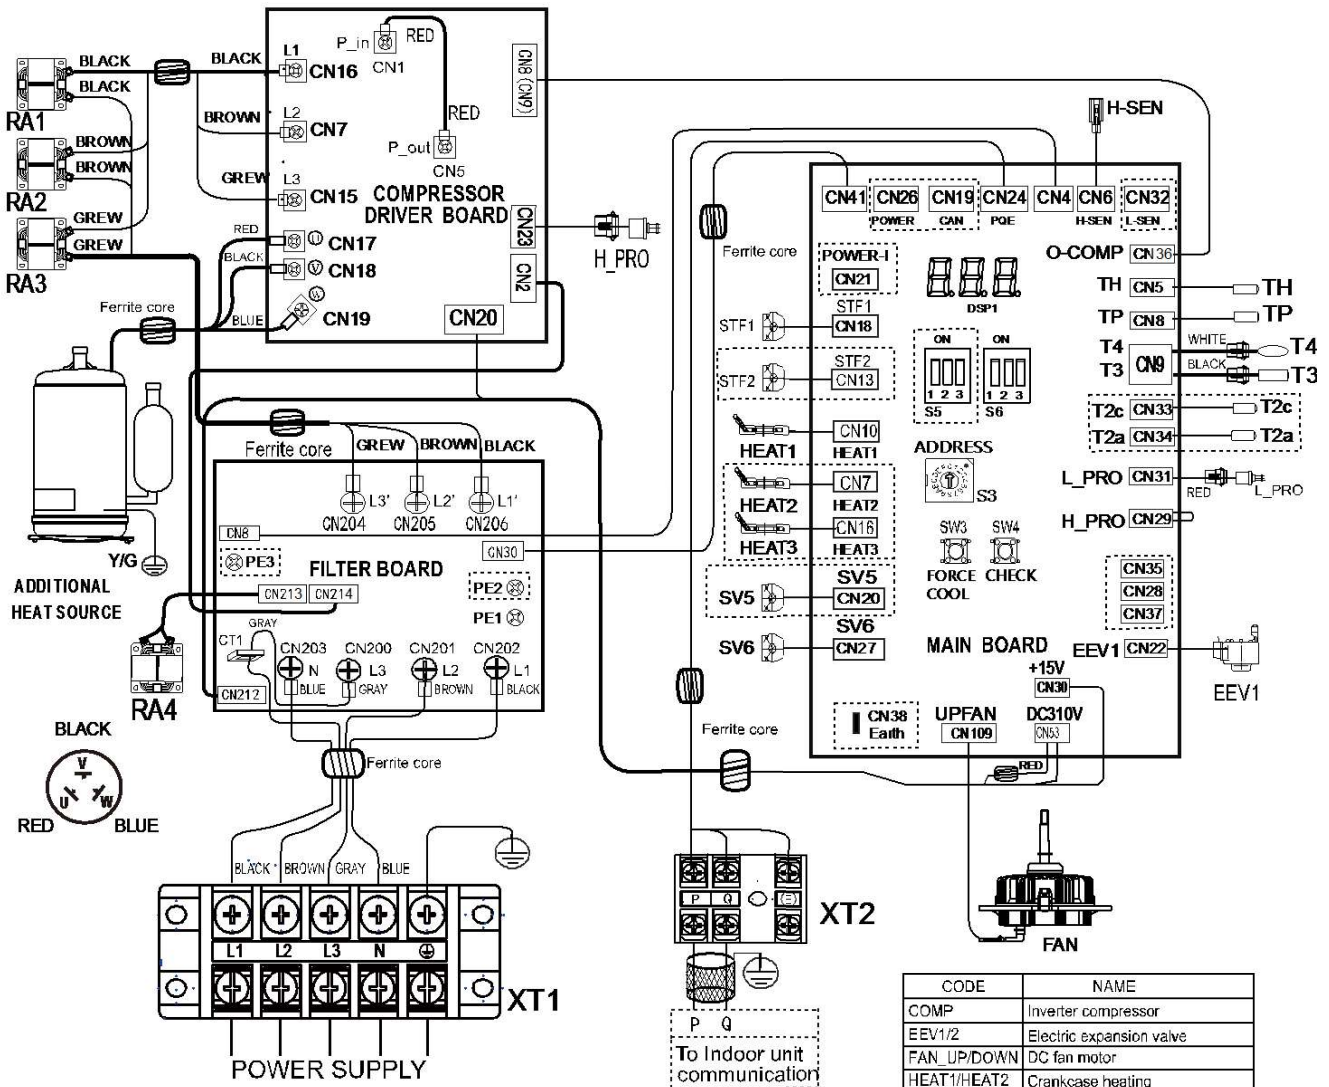 BLACK
BLACK
RA1
BROWN
BROWN
RA2
GREW
GREW
RA3
BLACK
L1
CN16
BROWN
L2
CN7
GREW
L3
CN15
P_in
CN1
RED
RED
P_out
CN5
COMPRESSOR
DRIVER BOARD
CN8(CN9)
CN23
CN2
H_PRO
RED
U
CN17
BLACK
V
CN18
BLUE
W
CN19
CN20
Ferrite core
Y/G
ADDITIONAL
HEAT SOURCE
Ferrite core
GREW
BROWN
BLACK
L3'
L2'
L1'
CN204
CN205
CN206
CN8
CN30
PE3
FILTER BOARD
PE2
PE1
CN213
CN214
GRAY
CT1
CN203
CN200
CN201
CN202
N
L3
L2
L1
BLUE
GRAY
BROWN
BLACK
CN212
RA4
BLACK
V
U
W
RED
BLUE
Ferrite core
BLACK
BROWN
GRAY
BLUE
L1
L2
L3
N
XT1
POWER SUPPLY
Ferrite core
H-SEN
CN41
CN26
CN19
CN24
CN4
CN6
CN32
POWER
CAN
PQE
H-SEN
L-SEN
POWER-I
CN21
DSP1
O-COMP
CN36
TH
CN5
TH
TP
CN8
TP
T4
T3
CN9
WHITE
T4
BLACK
T3
STF1
STF1
CN18
STF2
STF2
CN13
ON
1 2 3
S5
ON
1 2 3
S6
T2c
CN33
T2c
T2a
CN34
T2a
HEAT1
CN10
HEAT1
HEAT2
CN7
HEAT2
HEAT3
CN16
HEAT3
ADDRESS
S3
L_PRO
CN31
RED
L_PRO
H_PRO
CN29
SW3
SW4
FORCE
COOL
CHECK
SV5
SV5
CN20
CN35
CN28
CN37
SV6
SV6
CN27
MAIN BOARD
EEV1
CN22
EEV1
+15V
CN30
CN38
Earth
UPFAN
CN109
DC310V
CN53
RED
Ferrite core
FAN
P
Q
XT2
P Q
To Indoor unit
communication
CODE NAME
COMP Inverter compressor
EEV1/2 Electric expansion valve
FAN_UP/DOWN DC fan motor
HEAT1/HEAT2 Crankcase heating